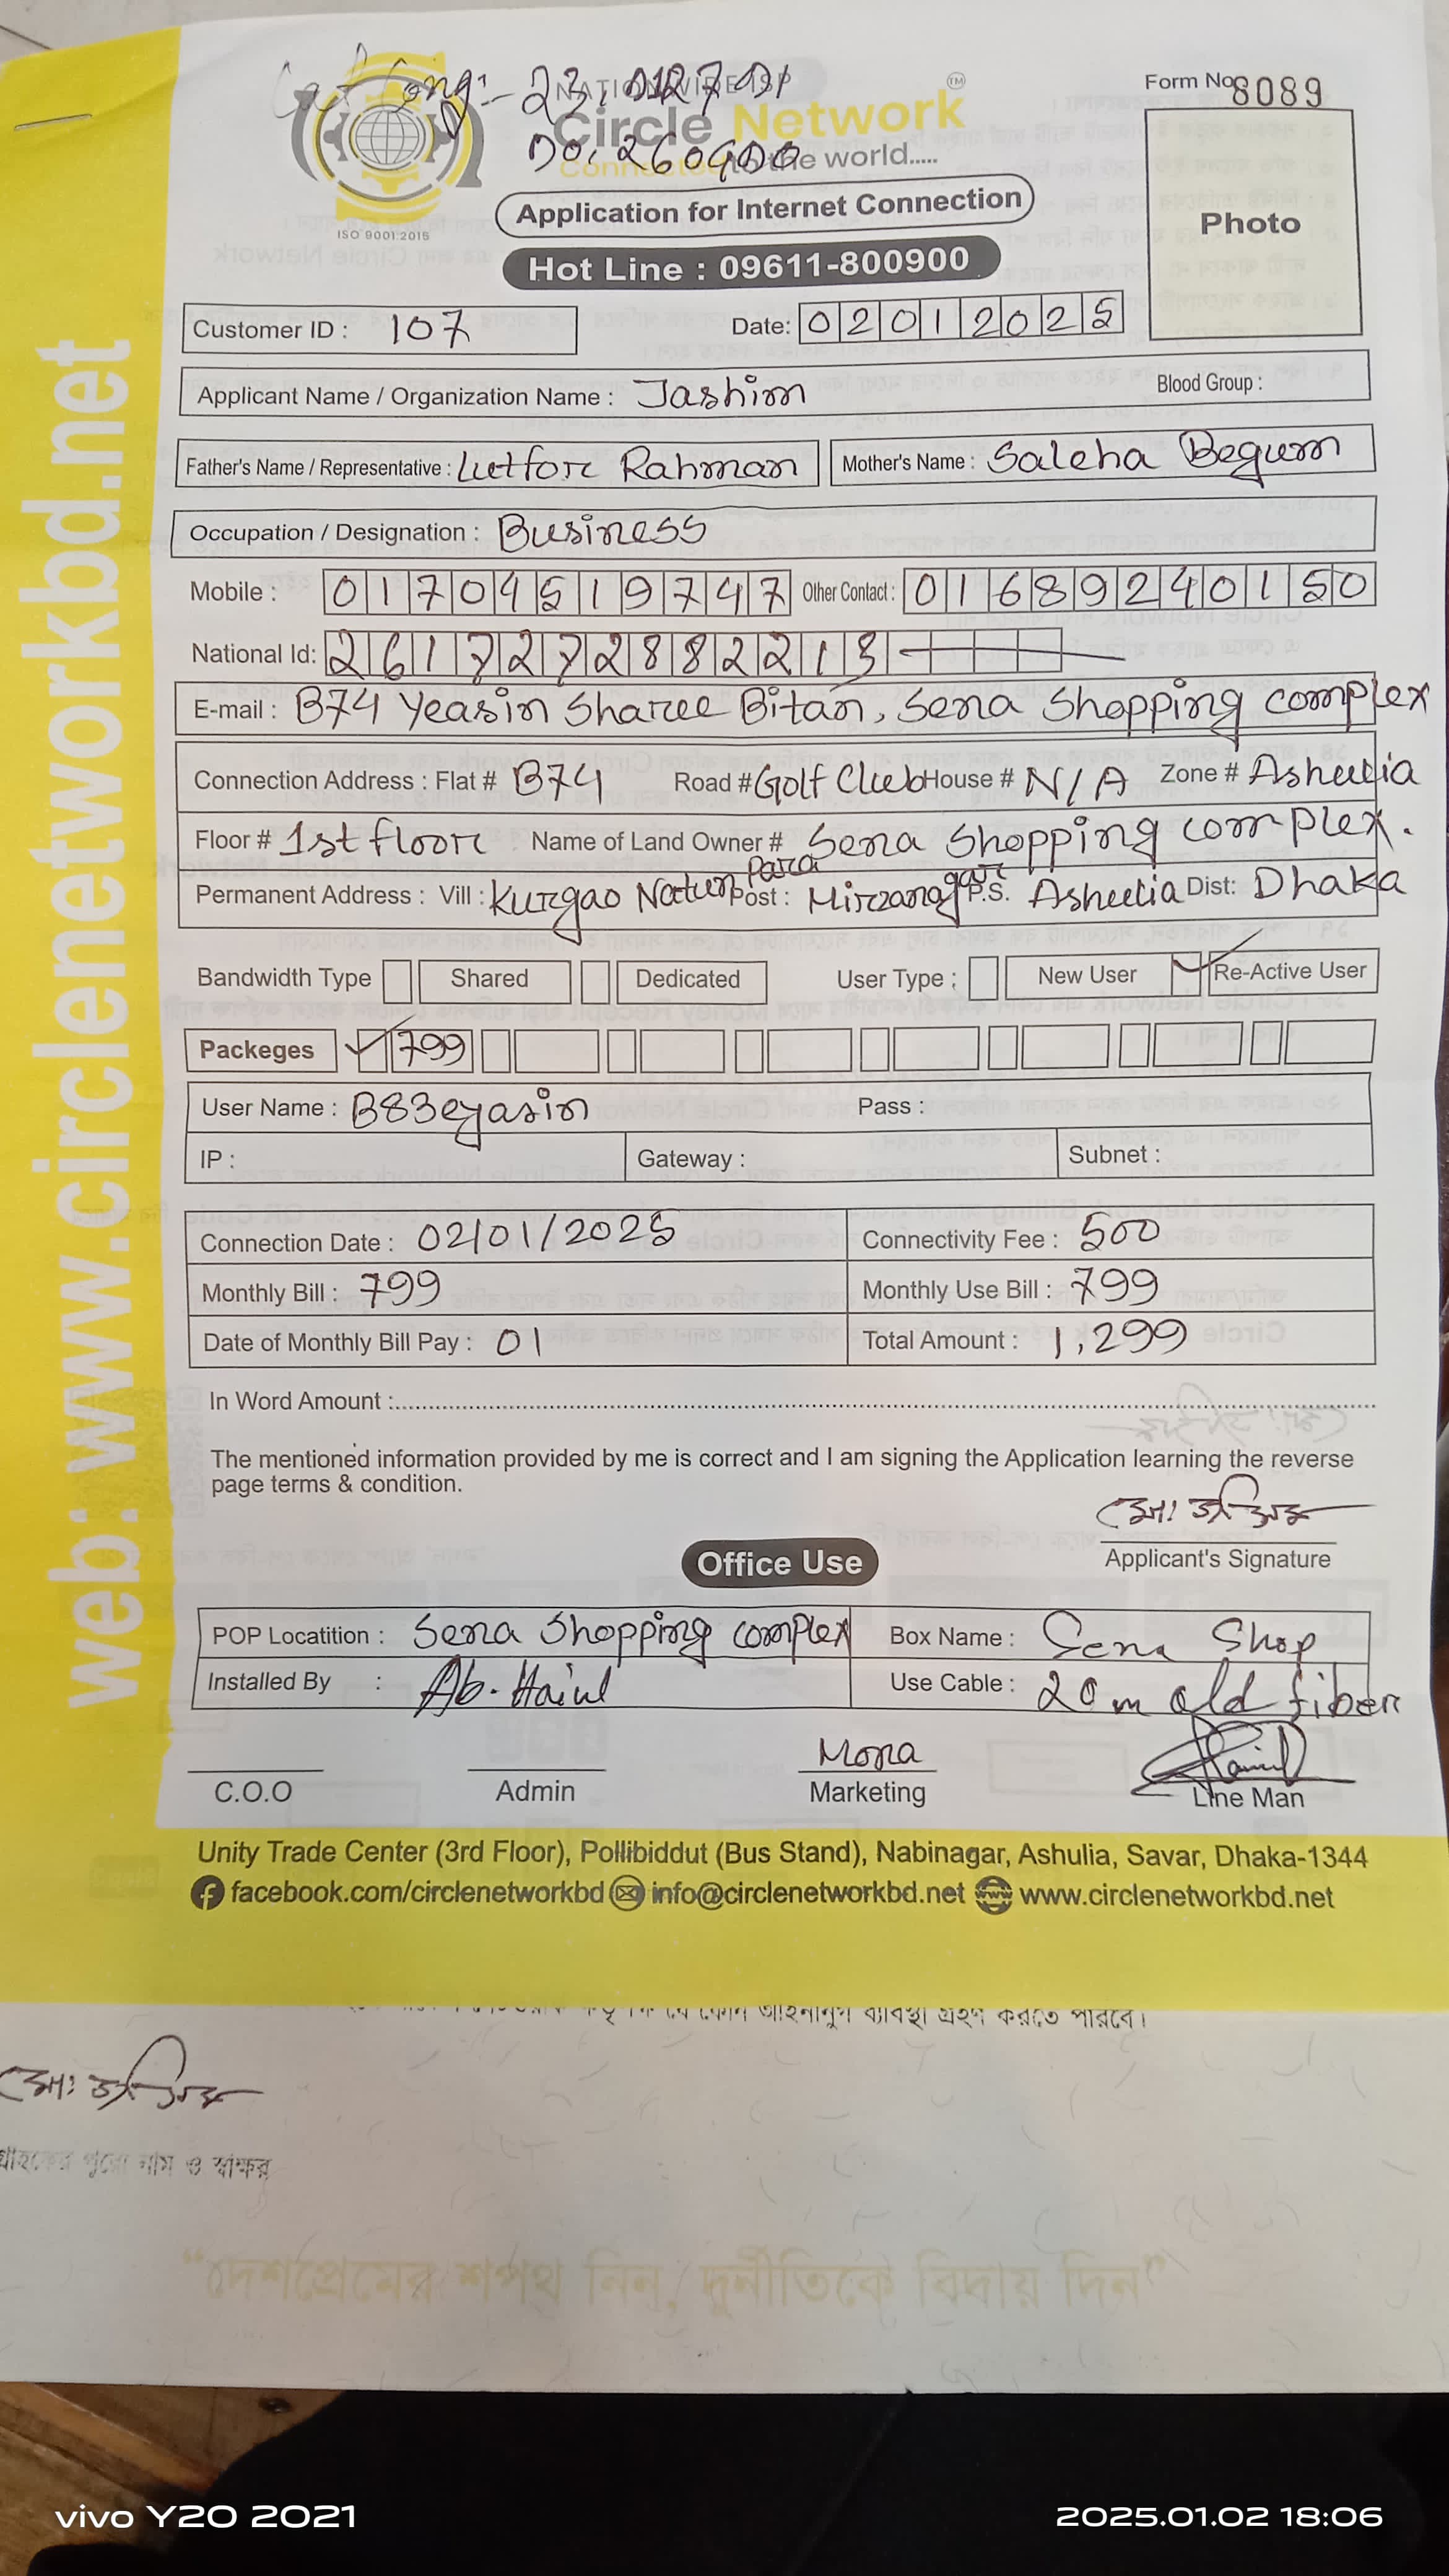 NATIONWIDE ISP
Circle Network
TM
Connected to the world.....
ISO 9001:2015
Form No 8089
Photo
Application for Internet Connection
Hot Line : 09611-800900
Customer ID : 107
Date: 02012025
Applicant Name / Organization Name : Jashim
Blood Group :
Father's Name / Representative : Lutfor Rahman
Mother's Name : Saleha Begum
Occupation / Designation : Business
Mobile : 01704519747 Other Contact : 01689240150
National Id: 2617272882213
E-mail : B74 Yeasin Sharee Bitan, Sena Shopping complex
Connection Address : Flat # B74 Road # Golf Club House # N/A Zone # Ashulia
Floor # 1st floor Name of Land Owner # Sena Shopping complex.
Permanent Address : Vill : Kurgao Natun para Post : Mirzanagar P.S. Ashulia Dist: Dhaka
Bandwidth Type Shared Dedicated User Type : New User Re-Active User
Packeges 799
User Name : B83eyasin Pass :
IP : Gateway : Subnet :
Connection Date : 02/01/2025 Connectivity Fee : 500
Monthly Bill : 799 Monthly Use Bill : 799
Date of Monthly Bill Pay : 01 Total Amount : 1,299
In Word Amount :
The mentioned information provided by me is correct and I am signing the Application learning the reverse
page terms & condition.
মোঃ জসিম
Applicant's Signature
Office Use
POP Locatition : Sena Shopping complex Box Name : Sena Shop
Installed By : Use Cable : 20m old fiber
Mona
C.O.O Admin Marketing Line Man
Unity Trade Center (3rd Floor), Pollibiddut (Bus Stand), Nabinagar, Ashulia, Savar, Dhaka-1344
facebook.com/circlenetworkbd info@circlenetworkbd.net www.circlenetworkbd.net
web: www.circlenetworkbd.net
যে কোন আইনানুগ ব্যবস্থা গ্রহণ করতে পারবে।
মোঃ জসিম
গ্রাহকের পুরো নাম ও স্বাক্ষর
“দেশপ্রেমের শপথ নিন, দুর্নীতিকে বিদায় দিন”
vivo Y20 2021
2025.01.02 18:06